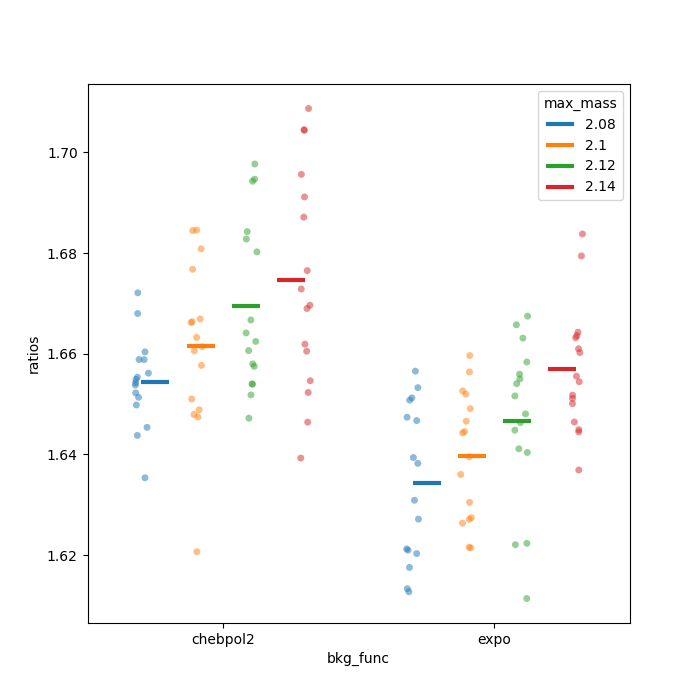 max_mass
2.08
2.1
2.12
2.14
1.70
1.68
1.66
1.64
1.62
ratios
chebpol2
expo
bkg_func